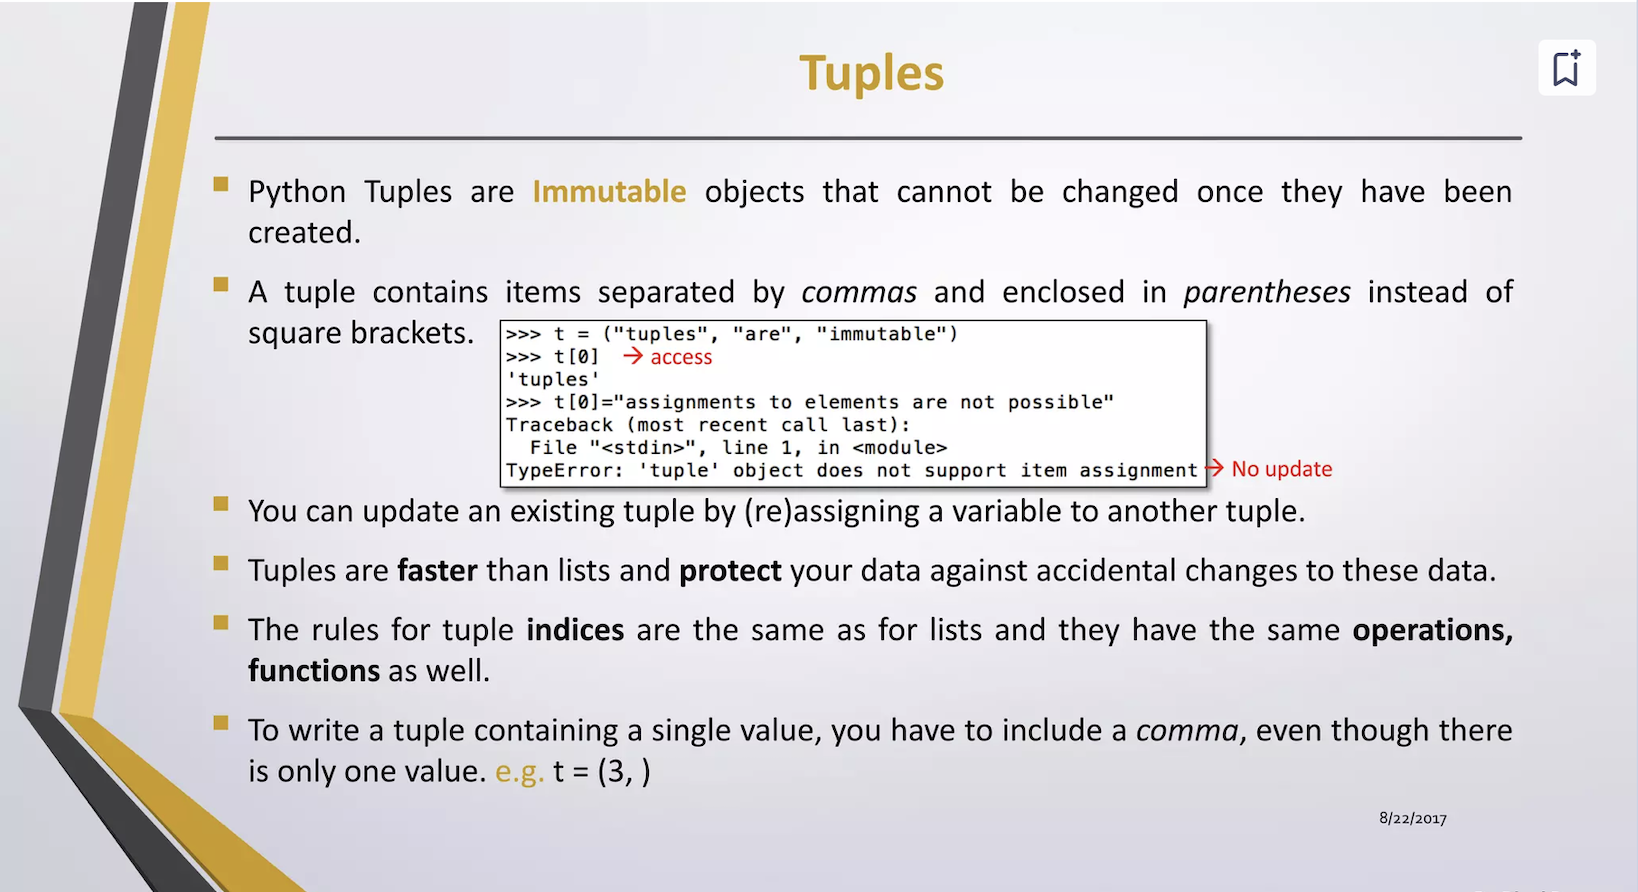 Tuples
Python Tuples are Immutable objects that cannot be changed once they have been
created.
A tuple contains items separated by commas and enclosed in parentheses instead of
square brackets.
>>> t = ("tuples", "are", "immutable")
>>> t[0] → access
'tuples'
>>> t[0]="assignments to elements are not possible"
Traceback (most recent call last):
  File "<stdin>", line 1, in <module>
TypeError: 'tuple' object does not support item assignment → No update
You can update an existing tuple by (re)assigning a variable to another tuple.
Tuples are faster than lists and protect your data against accidental changes to these data.
The rules for tuple indices are the same as for lists and they have the same operations,
functions as well.
To write a tuple containing a single value, you have to include a comma, even though there
is only one value. e.g. t = (3, )
8/22/2017